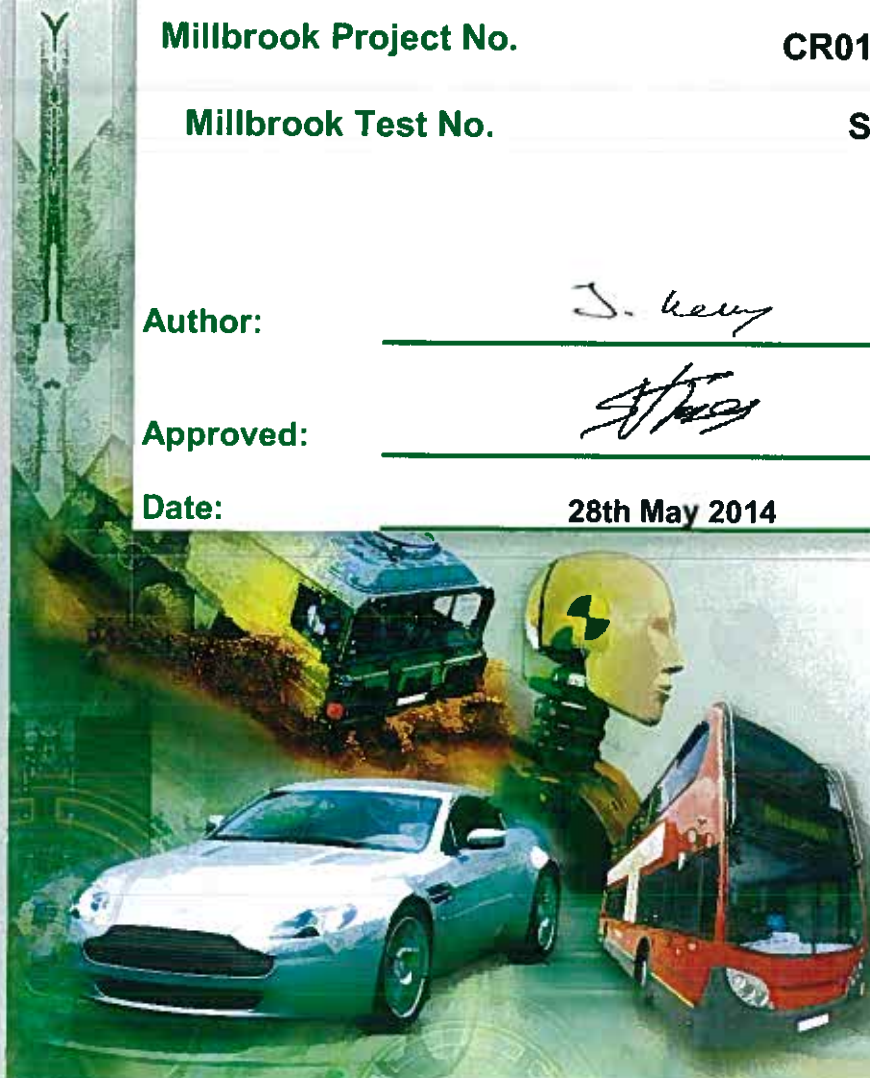 Millbrook Project No. CR01
Millbrook Test No. S
Author: J.
Approved:
Date: 28th May 2014